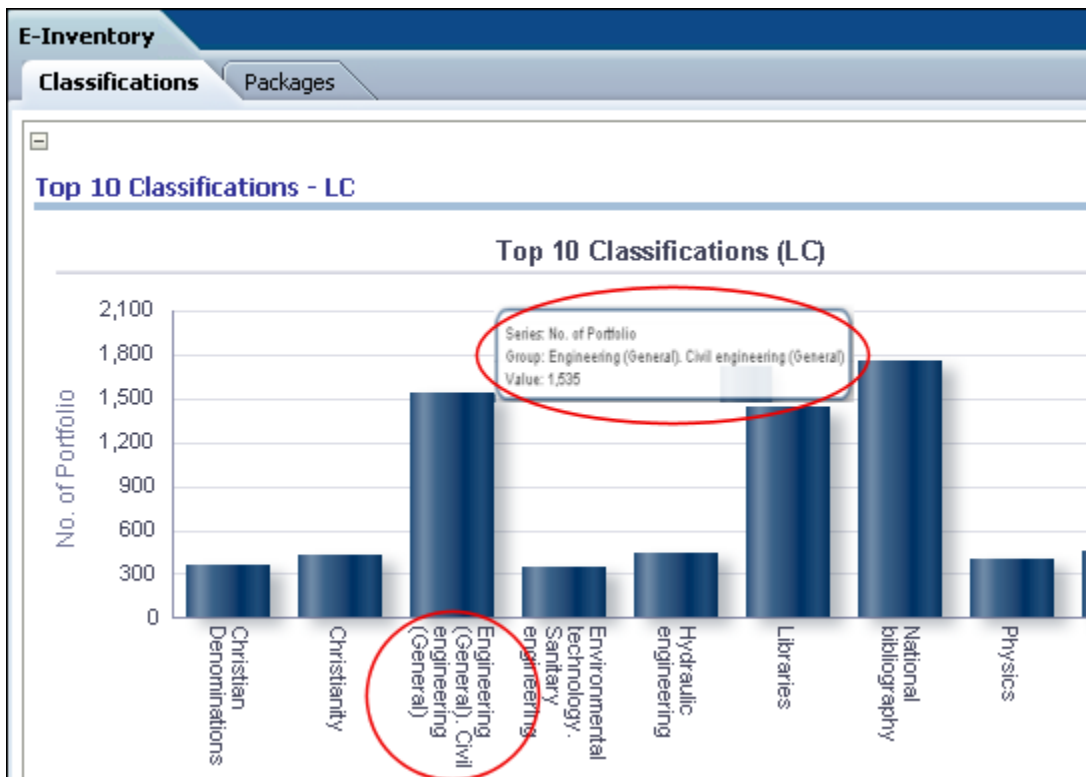 E-Inventory
Classifications
Packages
Top 10 Classifications - LC
Top 10 Classifications (LC)
2,100
1,800
1,500
1,200
900
600
300
0
No. of Portfolio
Series: No. of Portfolio
Group: Engineering (General). Civil engineering (General)
Value: 1,535
Christian
Denominations
Christianity
Engineering
(General). Civil
engineering
(General)
Environmental
technology.
Sanitary
engineering
Hydraulic
engineering
Libraries
National
bibliography
Physics